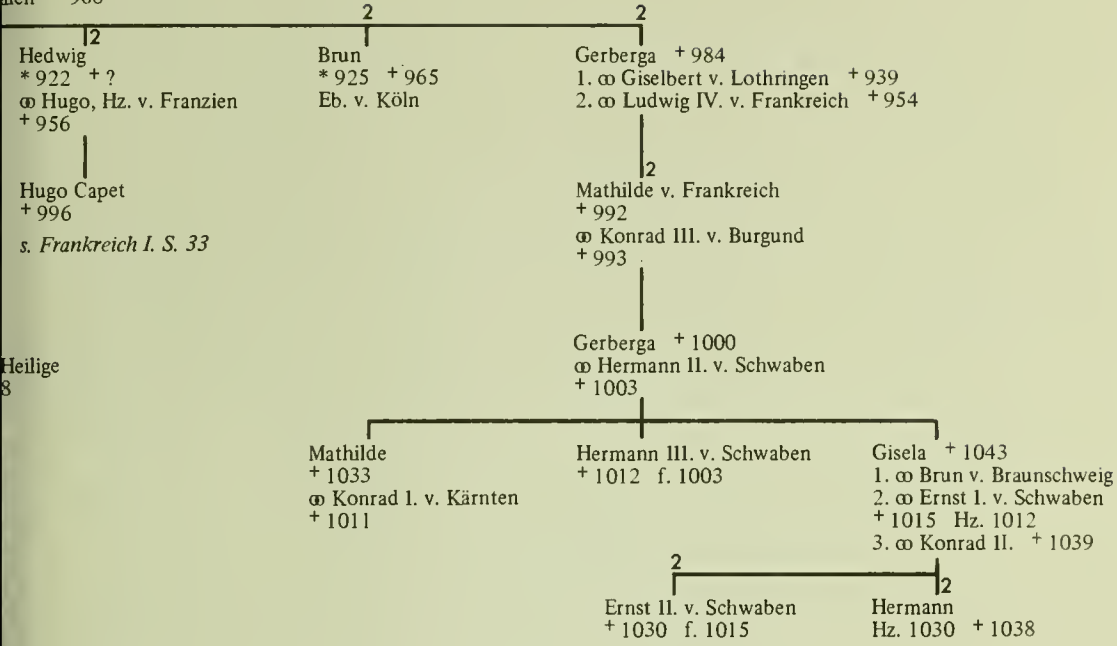 2 2
2
Hedwig
* 922 + ?
⚭ Hugo, Hz. v. Franzien
+ 956
Brun
* 925 + 965
Eb. v. Köln
Gerberga + 984
1. ⚭ Giselbert v. Lothringen + 939
2. ⚭ Ludwig IV. v. Frankreich + 954
Hugo Capet
+ 996
s. Frankreich I. S. 33
2
Mathilde v. Frankreich
+ 992
⚭ Konrad III. v. Burgund
+ 993
Heilige
8
Gerberga + 1000
⚭ Hermann II. v. Schwaben
+ 1003
Mathilde
+ 1033
⚭ Konrad I. v. Kärnten
+ 1011
Hermann III. v. Schwaben
+ 1012 f. 1003
Gisela + 1043
1. ⚭ Brun v. Braunschweig
2. ⚭ Ernst I. v. Schwaben
+ 1015 Hz. 1012
3. ⚭ Konrad II. + 1039
2
Ernst II. v. Schwaben
+ 1030 f. 1015
2
Hermann
Hz. 1030 + 1038